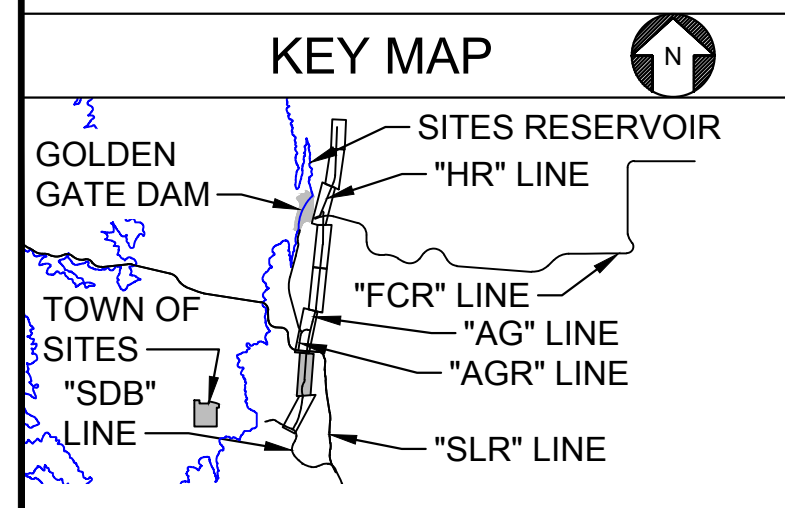 KEY MAP
N
SITES RESERVOIR
GOLDEN
GATE DAM
"HR" LINE
"FCR" LINE
TOWN OF
SITES
"AG" LINE
"AGR" LINE
"SDB"
LINE
"SLR" LINE